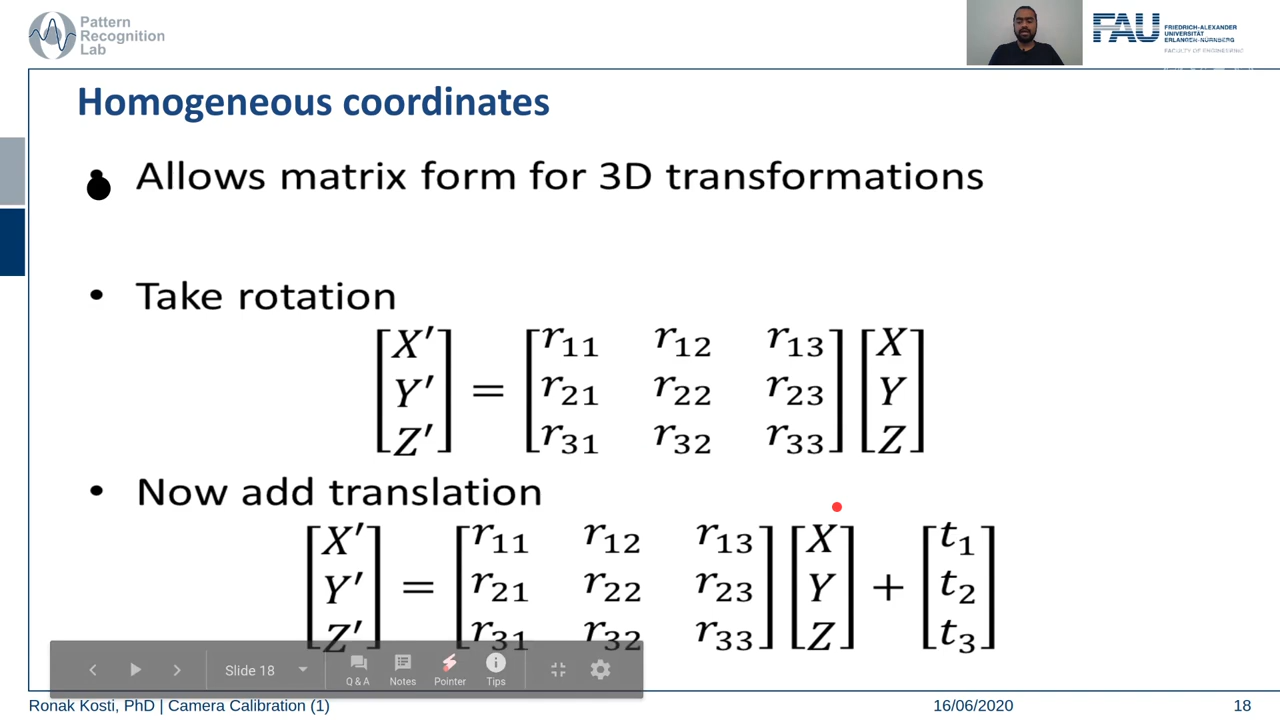 Pattern
Recognition
Lab
FAU
FRIEDRICH-ALEXANDER
UNIVERSITÄT
ERLANGEN-NÜRNBERG
FACULTY OF ENGINEERING
Homogeneous coordinates
• Allows matrix form for 3D transformations
• Take rotation
[X′] = [r11 r12 r13] [X]
[Y′] [r21 r22 r23] [Y]
[Z′] [r31 r32 r33] [Z]
• Now add translation
[X′] = [r11 r12 r13] [X] + [t1]
[Y′] [r21 r22 r23] [Y] [t2]
[Z′] [r31 r32 r33] [Z] [t3]
Slide 18
Q & A Notes Pointer Tips
Ronak Kosti, PhD | Camera Calibration (1) 16/06/2020 18